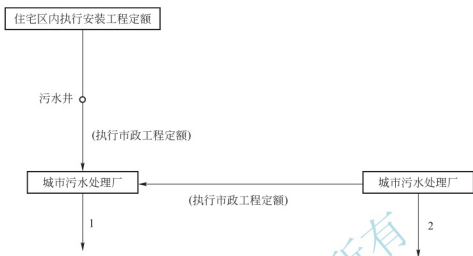 住宅区内执行安装工程定额
污水井
(执行市政工程定额)
城市污水处理厂
城市污水处理厂
(执行市政工程定额)
1
2
所有